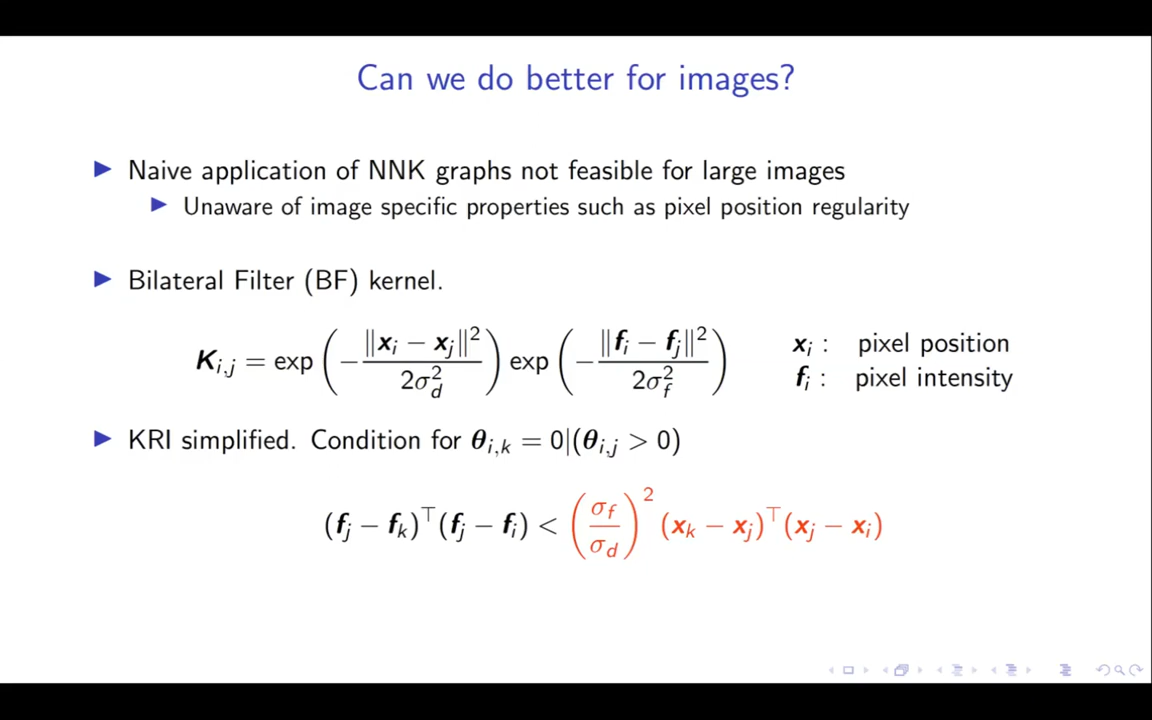 Can we do better for images?
▶ Naive application of NNK graphs not feasible for large images
▶ Unaware of image specific properties such as pixel position regularity
▶ Bilateral Filter (BF) kernel.
K_{i,j} = exp(−‖x_i − x_j‖² / 2σ_d²) exp(−‖f_i − f_j‖² / 2σ_f²)
x_i : pixel position
f_i : pixel intensity
▶ KRI simplified. Condition for θ_{i,k} = 0|(θ_{i,j} > 0)
(f_j − f_k)^⊤(f_j − f_i) < (σ_f / σ_d)² (x_k − x_j)^⊤(x_j − x_i)